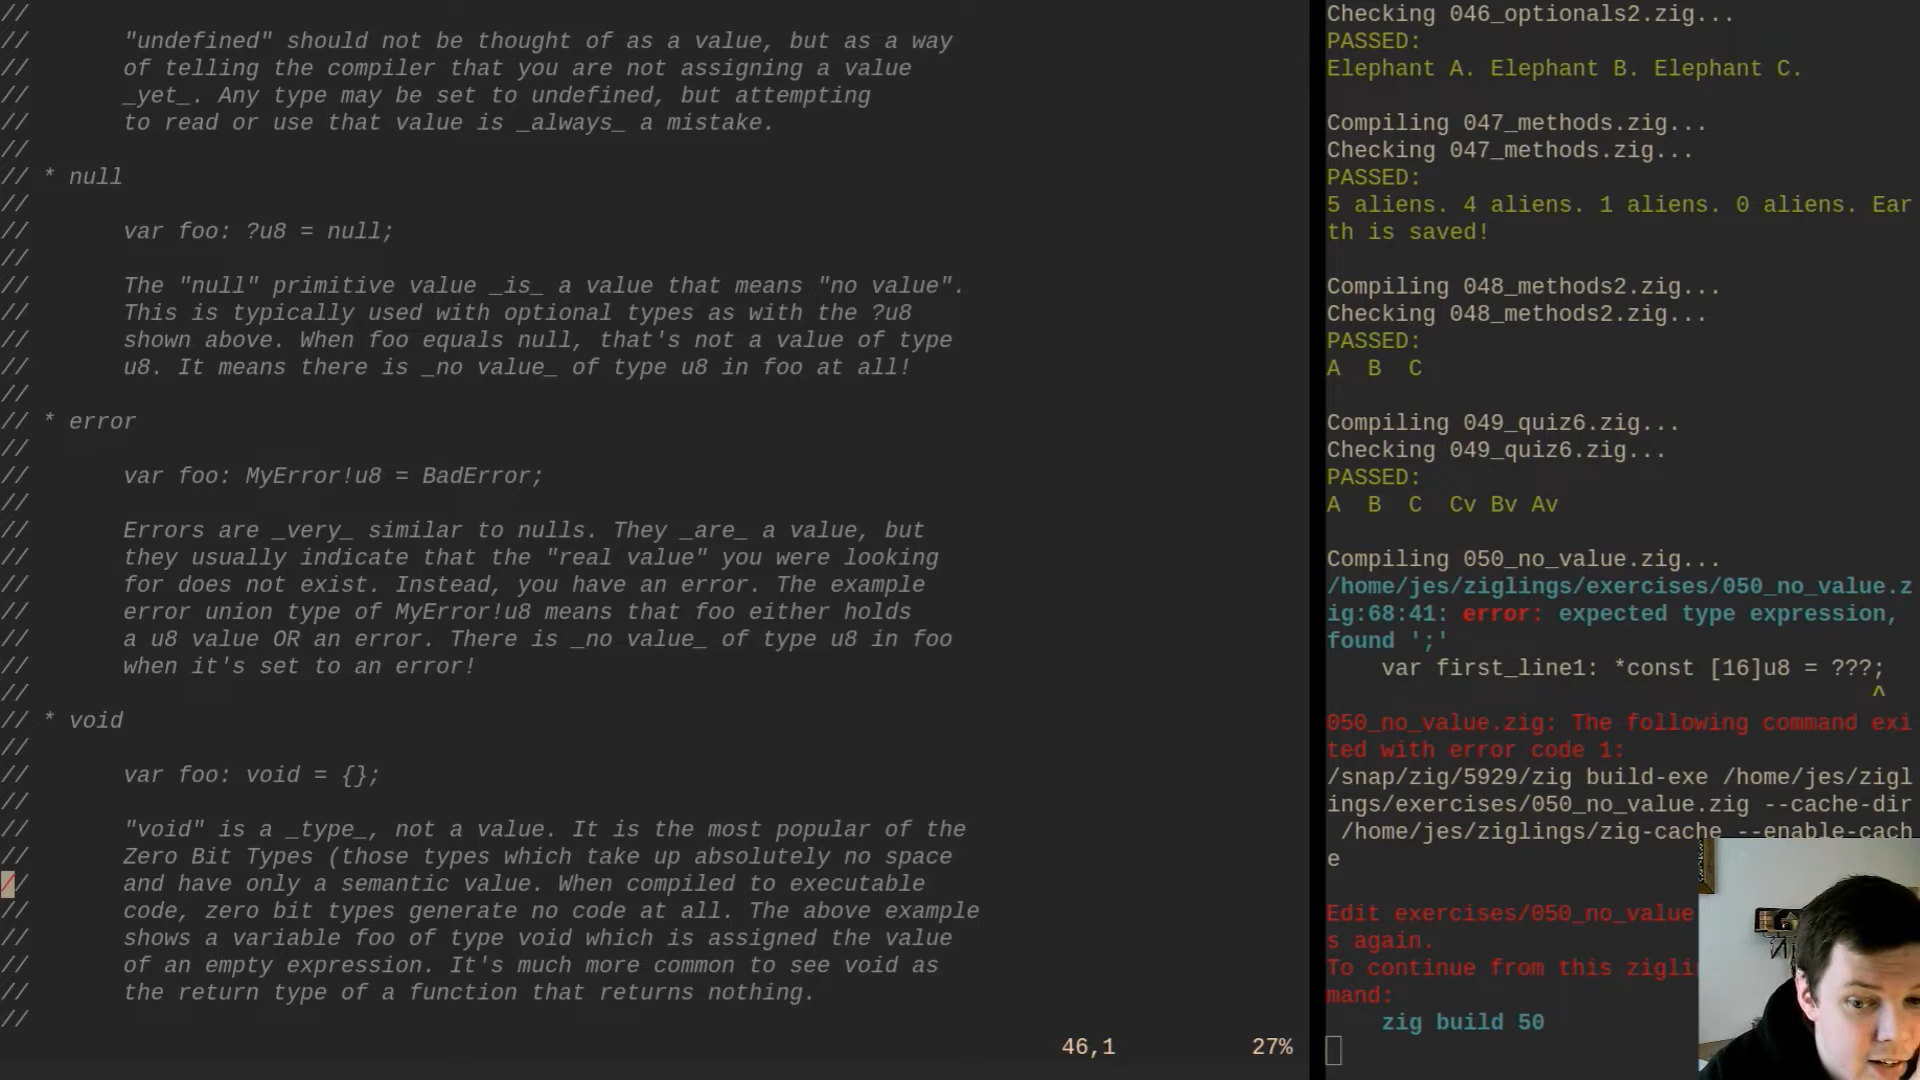 //
//       "undefined" should not be thought of as a value, but as a way
//       of telling the compiler that you are not assigning a value
//       _yet_. Any type may be set to undefined, but attempting
//       to read or use that value is _always_ a mistake.
//
// * null
//
//       var foo: ?u8 = null;
//
//       The "null" primitive value _is_ a value that means "no value".
//       This is typically used with optional types as with the ?u8
//       shown above. When foo equals null, that's not a value of type
//       u8. It means there is _no value_ of type u8 in foo at all!
//
// * error
//
//       var foo: MyError!u8 = BadError;
//
//       Errors are _very_ similar to nulls. They _are_ a value, but
//       they usually indicate that the "real value" you were looking
//       for does not exist. Instead, you have an error. The example
//       error union type of MyError!u8 means that foo either holds
//       a u8 value OR an error. There is _no value_ of type u8 in foo
//       when it's set to an error!
//
// * void
//
//       var foo: void = {};
//
//       "void" is a _type_, not a value. It is the most popular of the
//       Zero Bit Types (those types which take up absolutely no space
//       and have only a semantic value. When compiled to executable
//       code, zero bit types generate no code at all. The above example
//       shows a variable foo of type void which is assigned the value
//       of an empty expression. It's much more common to see void as
//       the return type of a function that returns nothing.
//
46,1 27%
Checking 046_optionals2.zig...
PASSED:
Elephant A. Elephant B. Elephant C.
Compiling 047_methods.zig...
Checking 047_methods.zig...
PASSED:
5 aliens. 4 aliens. 1 aliens. 0 aliens. Ear
th is saved!
Compiling 048_methods2.zig...
Checking 048_methods2.zig...
PASSED:
A  B  C
Compiling 049_quiz6.zig...
Checking 049_quiz6.zig...
PASSED:
A  B  C  Cv Bv Av
Compiling 050_no_value.zig...
/home/jes/ziglings/exercises/050_no_value.z
ig:68:41: error: expected type expression,
found ';'
    var first_line1: *const [16]u8 = ???;
^
050_no_value.zig: The following command exi
ted with error code 1:
/snap/zig/5929/zig build-exe /home/jes/zigl
ings/exercises/050_no_value.zig --cache-dir
 /home/jes/ziglings/zig-cache --enable-cach
e
Edit exercises/050_no_value
s again.
To continue from this zigli
mand:
    zig build 50